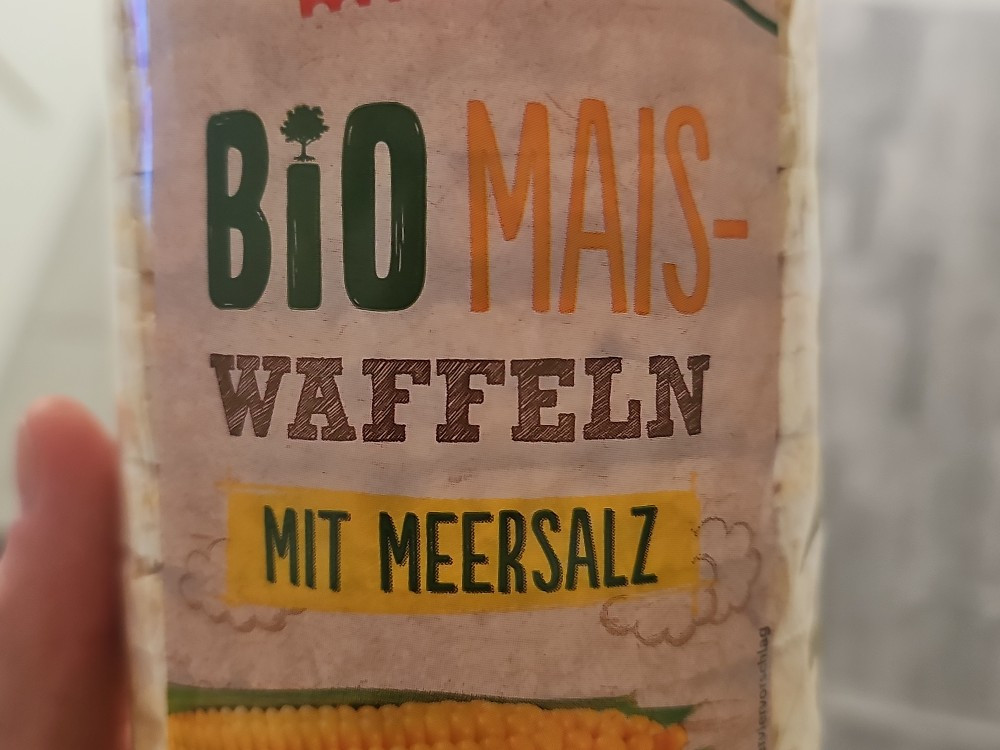 BiO MAIS-
WAFFELN
MIT MEERSALZ